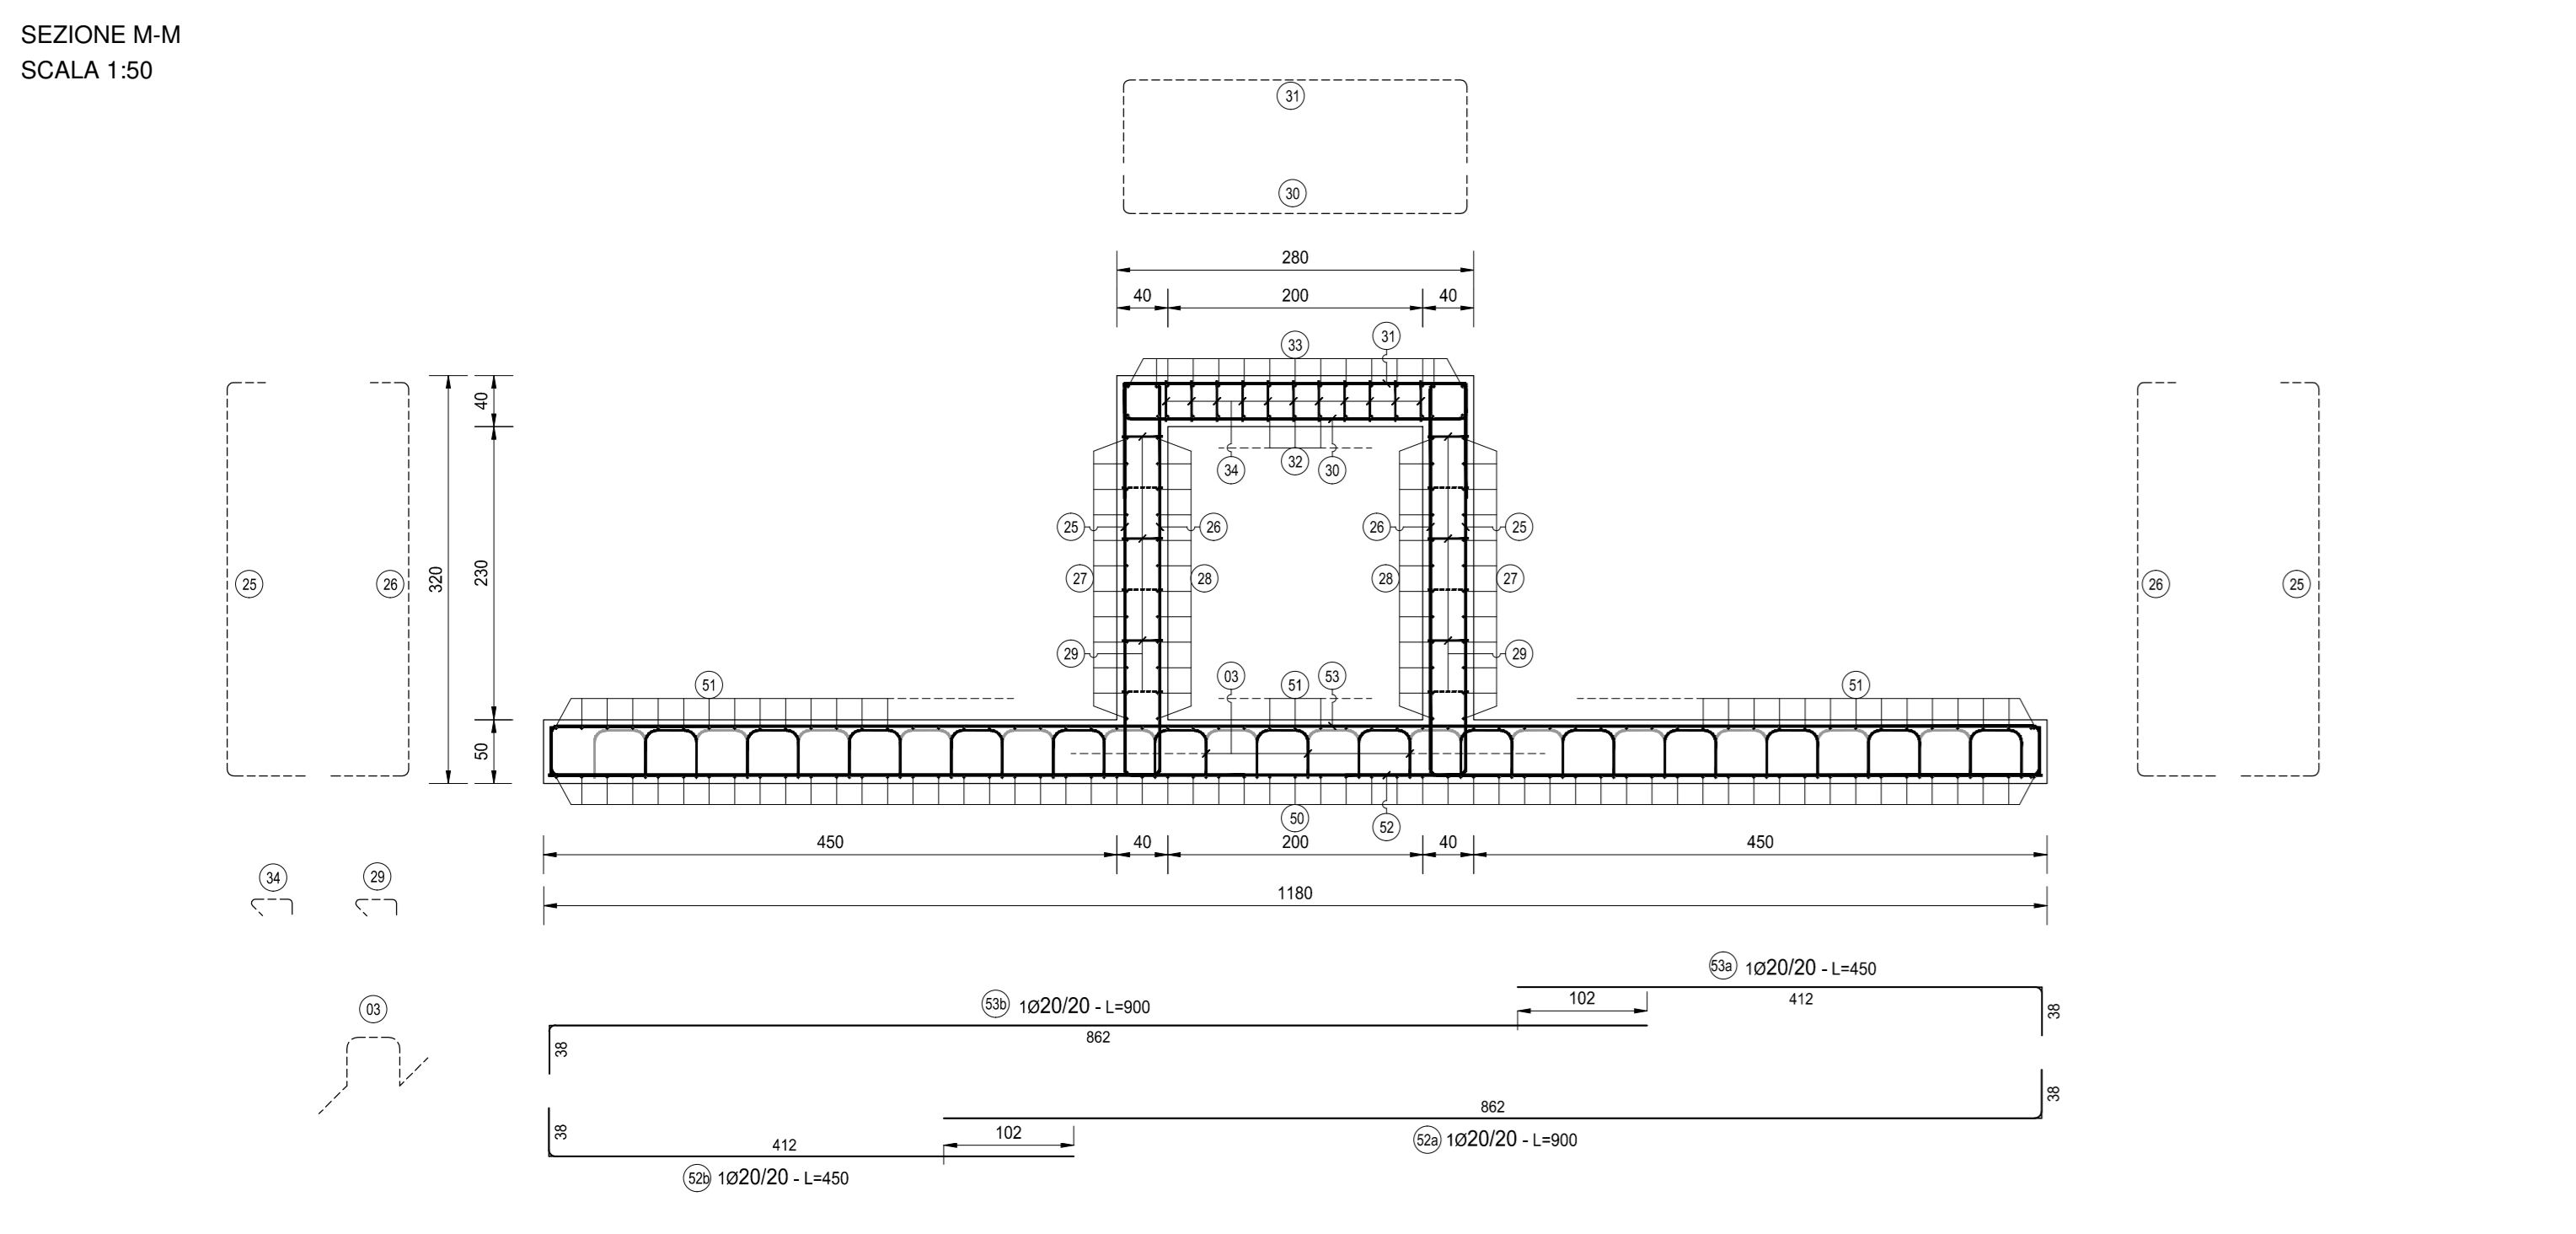 SEZIONE M-M
SCALA 1:50
31
30
280
40 200 40
33 31
40
34 32 30
25 26 26 25
320 230
25 26 27 28 28 27 26 25
29 29
03 51 53
51 51
50
50 52
450 40 200 40 450
1180
34 29
03
53a 1Ø20/20 - L=450
102 412 38
53b 1Ø20/20 - L=900
862
38
38
862
102
412
38
52a 1Ø20/20 - L=900
52b 1Ø20/20 - L=450